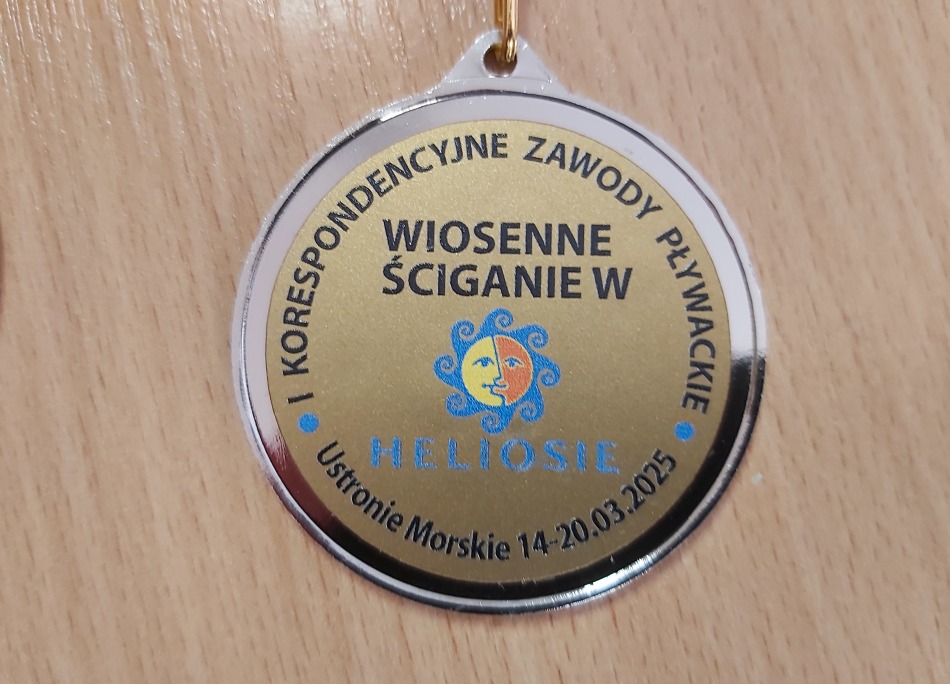 I KORESPONDENCYJNE ZAWODY PŁYWACKIE
WIOSENNE
ŚCIGANIE W
HELIOSIE
Ustronie Morskie 14-20.03.2025